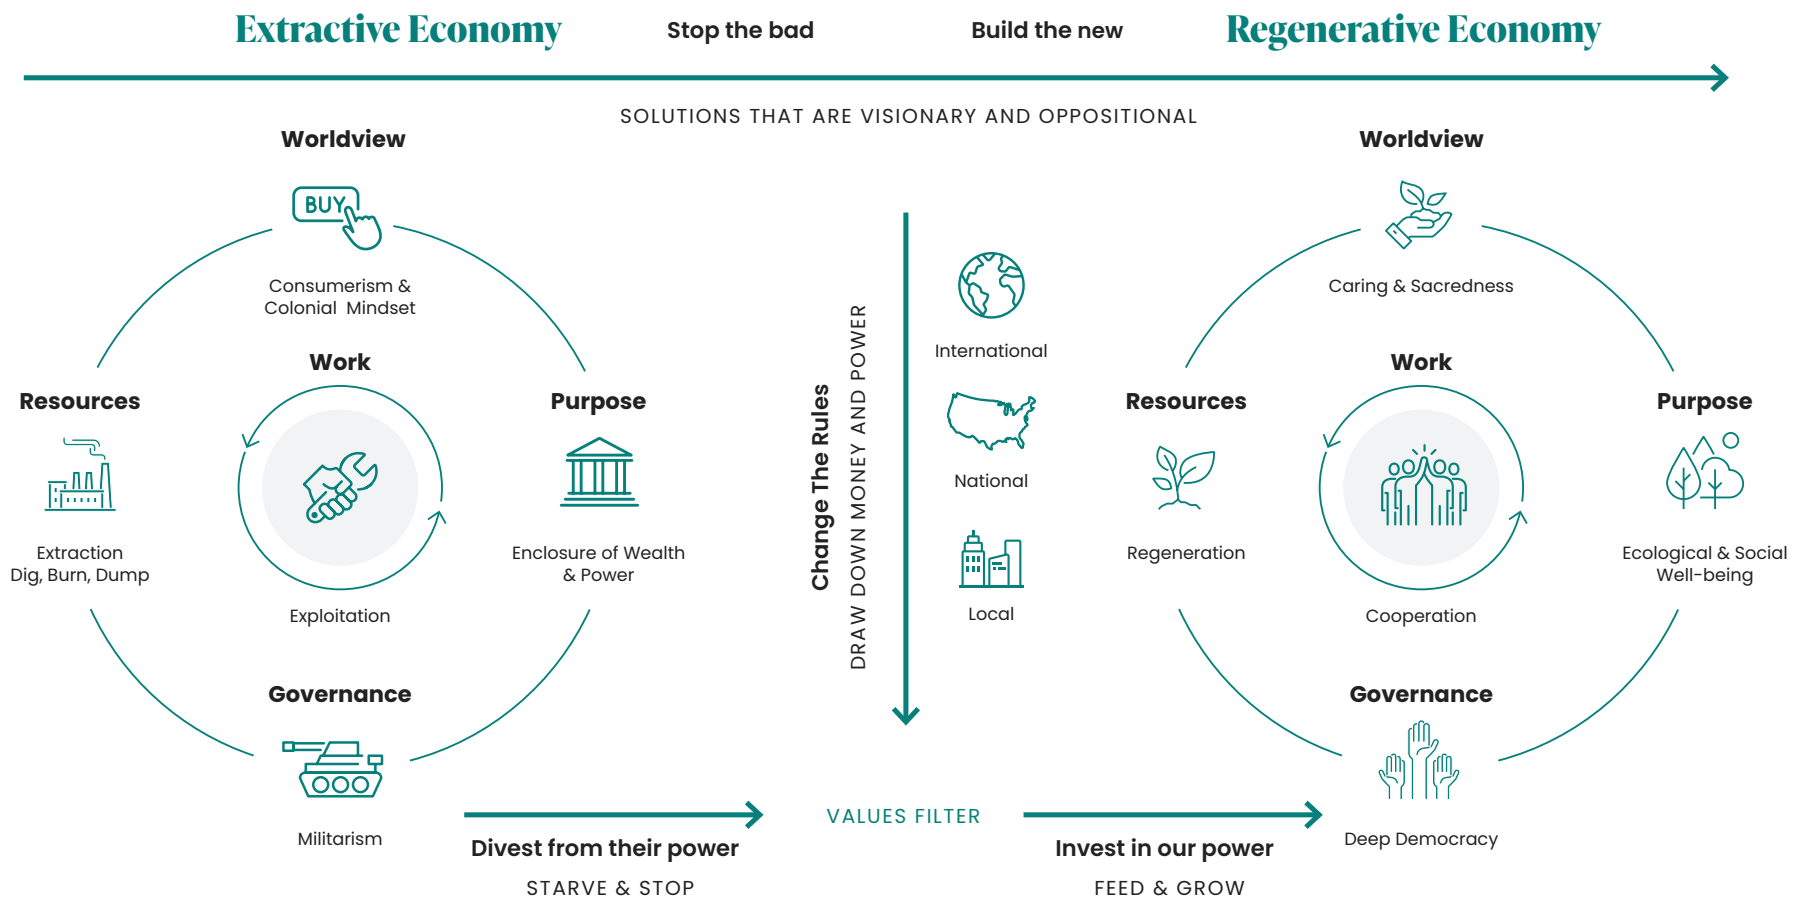 Extractive Economy
Stop the bad
Build the new
Regenerative Economy
SOLUTIONS THAT ARE VISIONARY AND OPPOSITIONAL
Worldview
BUY
Consumerism &
Colonial Mindset
Work
Resources
Purpose
Extraction
Dig, Burn, Dump
Enclosure of Wealth
& Power
Exploitation
Governance
Militarism
Change The Rules
DRAW DOWN MONEY AND POWER
International
National
Local
Worldview
Caring & Sacredness
Work
Resources
Purpose
Regeneration
Ecological & Social
Well-being
Cooperation
Governance
Deep Democracy
Divest from their power
STARVE & STOP
VALUES FILTER
Invest in our power
FEED & GROW